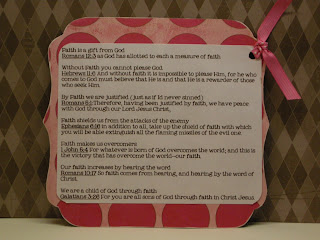 Faith is a gift from God
Romans 12:3 as God has allotted to each a measure of faith.
Without Faith you cannot please God
Hebrews 11:6 And without faith it is impossible to please Him, for he who
comes to God must believe that He is and that He is a rewarder of those
who seek Him.
By Faith we are justified (just as if Id never sinned)
Romans 5:1 Therefore, having been justified by faith, we have peace
with God through our Lord Jesus Christ,
Faith shields us from the attacks of the enemy
Ephesians 6:16 in addition to all, take up the shield of faith with which
you will be able extinguish all the flaming missiles of the evil one.
Faith makes us overcomers
1 John 5:4 For whatever is born of God overcomes the world; and this is
the victory that has overcome the world--our faith.
Our faith increases by hearing the word
Romans 10:17 So faith comes from hearing, and hearing by the word of
Christ.
We are a child of God through faith
Galatians 3:26 For you are all sons of God through faith in Christ Jesus.